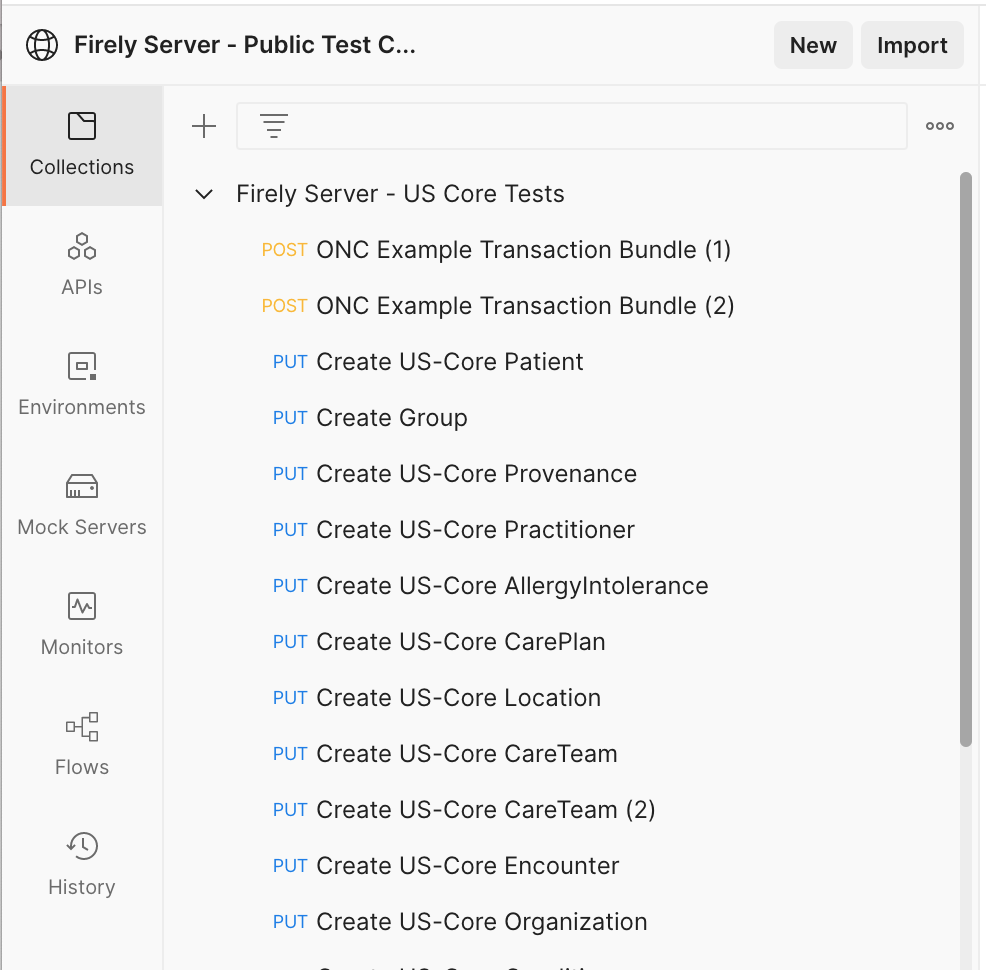 Firely Server - Public Test C...
New
Import
Collections
APIs
Environments
Mock Servers
Monitors
Flows
History
Firely Server - US Core Tests
POST ONC Example Transaction Bundle (1)
POST ONC Example Transaction Bundle (2)
PUT Create US-Core Patient
PUT Create Group
PUT Create US-Core Provenance
PUT Create US-Core Practitioner
PUT Create US-Core AllergyIntolerance
PUT Create US-Core CarePlan
PUT Create US-Core Location
PUT Create US-Core CareTeam
PUT Create US-Core CareTeam (2)
PUT Create US-Core Encounter
PUT Create US-Core Organization